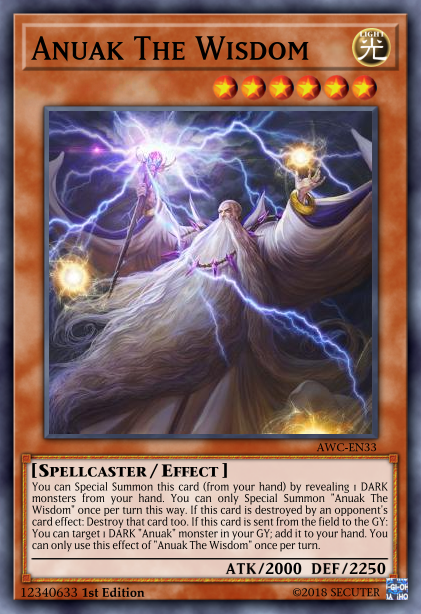 Anuak The Wisdom
LIGHT
光
AWC-EN33
[Spellcaster / Effect ]
You can Special Summon this card (from your hand) by revealing 1 DARK
monsters from your hand. You can only Special Summon "Anuak The
Wisdom" once per turn this way. If this card is destroyed by an opponent's
card effect: Destroy that card too. If this card is sent from the field to the GY:
You can target 1 DARK "Anuak" monster in your GY; add it to your hand. You
can only use this effect of "Anuak The Wisdom" once per turn.
ATK/2000 DEF/2250
12340633 1st Edition
©2018 SECUTER